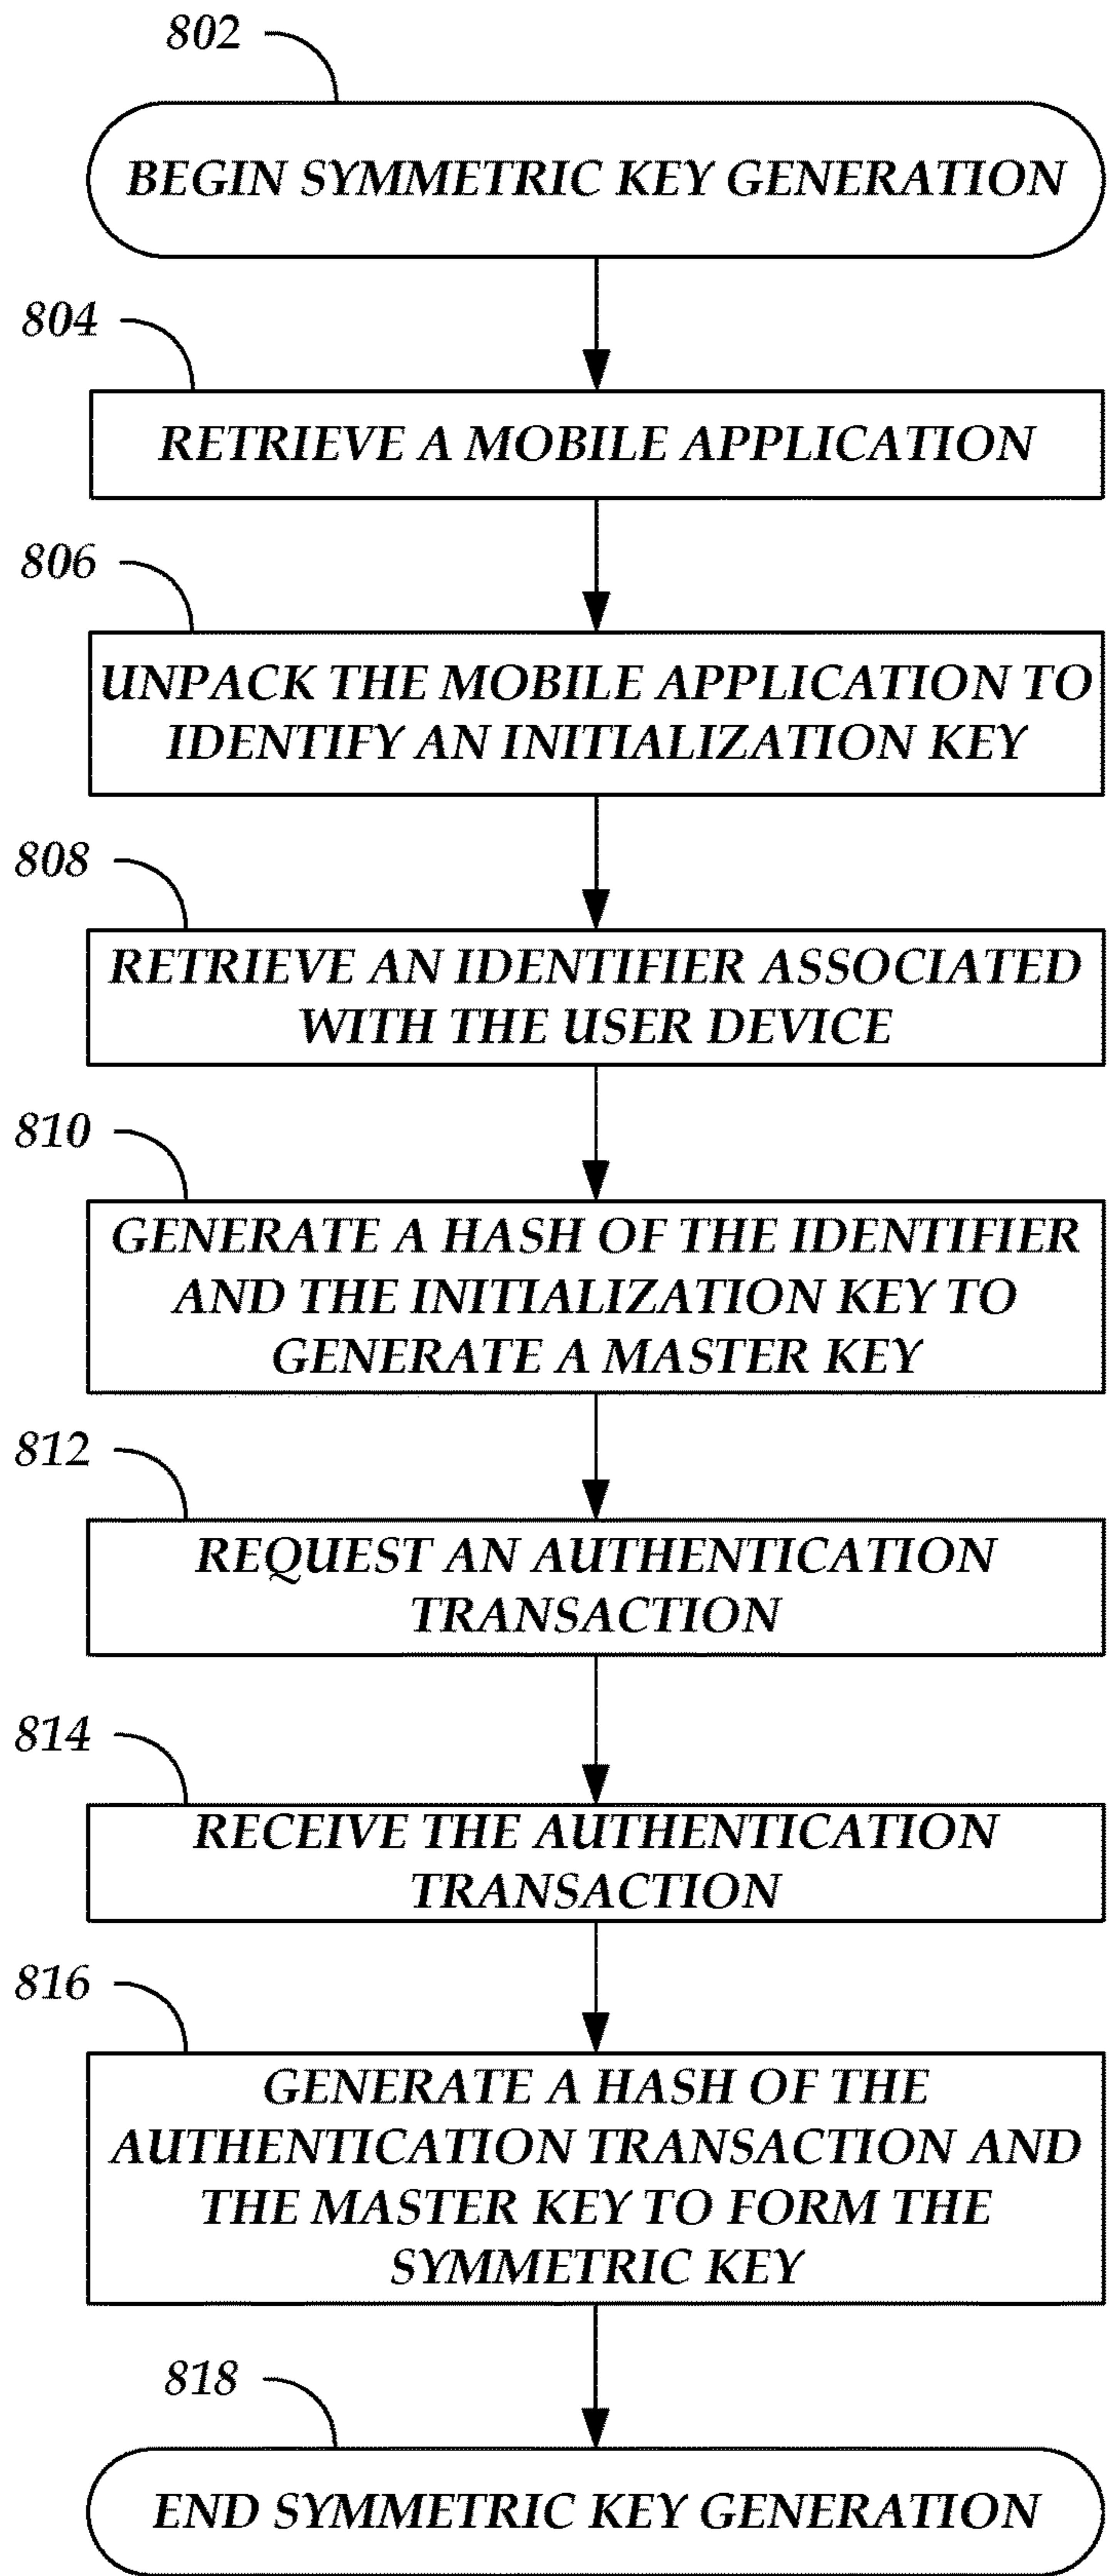 802
BEGIN SYMMETRIC KEY GENERATION
804
RETRIEVE A MOBILE APPLICATION
806
UNPACK THE MOBILE APPLICATION TO
IDENTIFY AN INITIALIZATION KEY
808
RETRIEVE AN IDENTIFIER ASSOCIATED
WITH THE USER DEVICE
810
GENERATE A HASH OF THE IDENTIFIER
AND THE INITIALIZATION KEY TO
GENERATE A MASTER KEY
812
REQUEST AN AUTHENTICATION
TRANSACTION
814
RECEIVE THE AUTHENTICATION
TRANSACTION
816
GENERATE A HASH OF THE
AUTHENTICATION TRANSACTION AND
THE MASTER KEY TO FORM THE
SYMMETRIC KEY
818
END SYMMETRIC KEY GENERATION